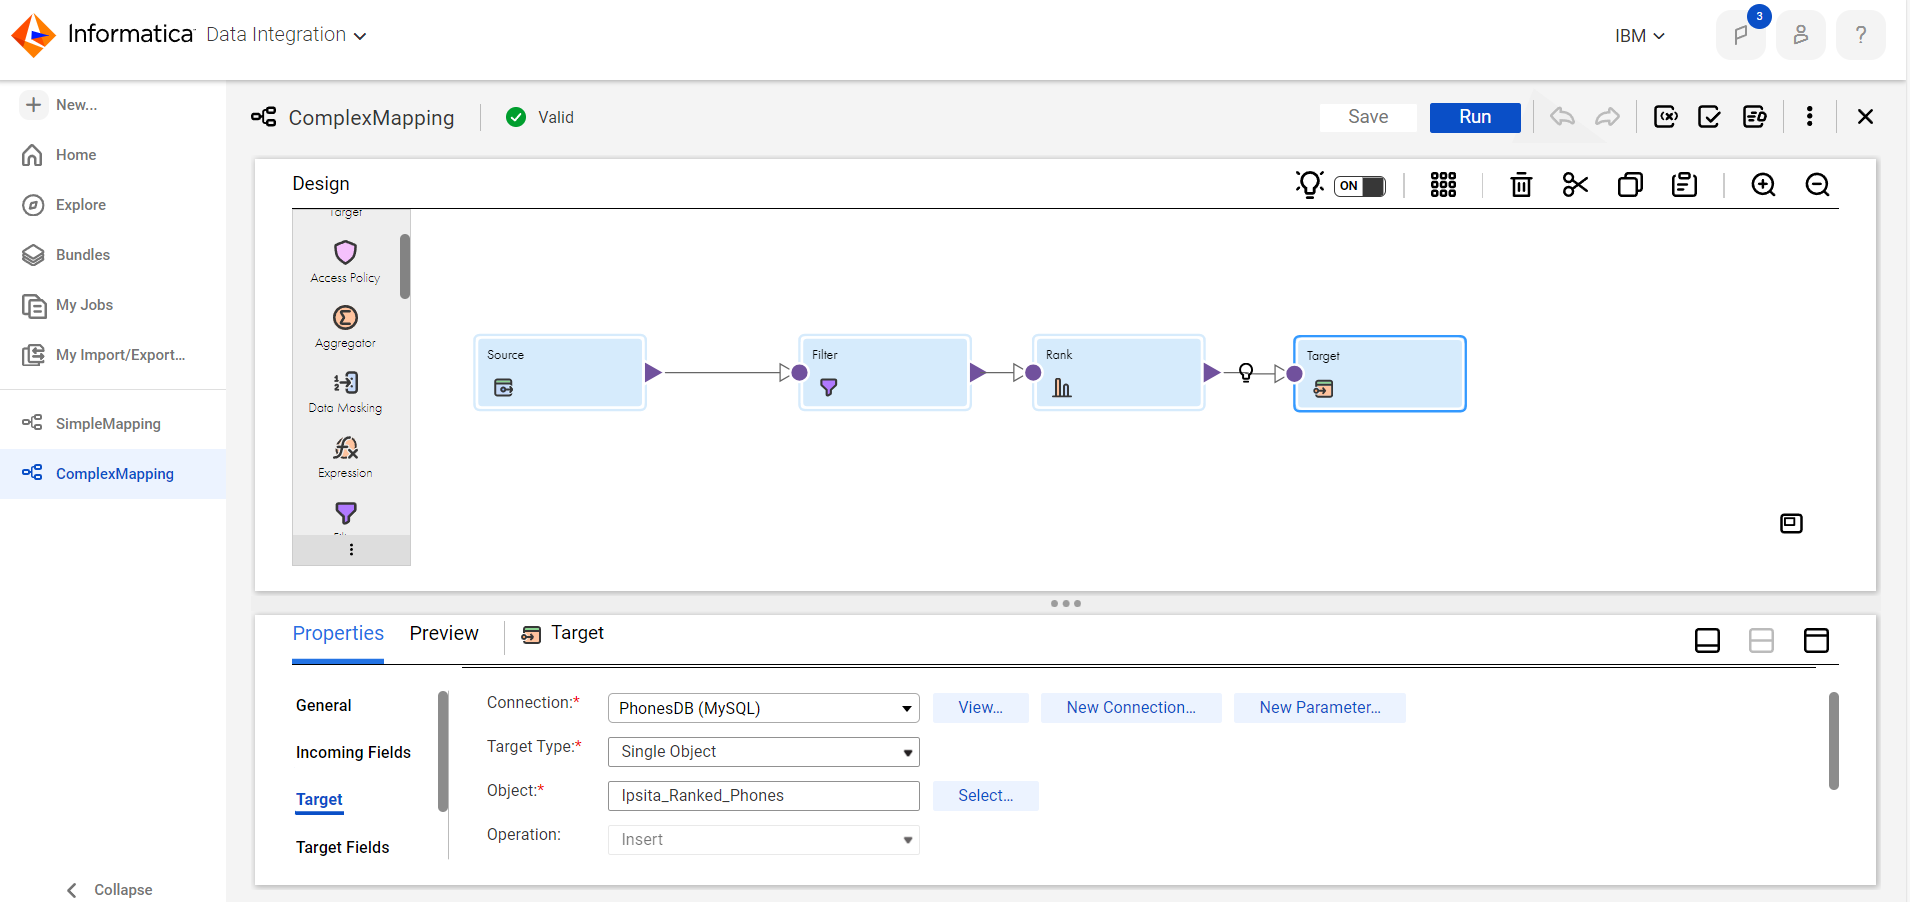 Informatica Data Integration
IBM
3
?
New...
Home
Explore
Bundles
My Jobs
My Import/Export...
SimpleMapping
ComplexMapping
Collapse
ComplexMapping
Valid
Save
Run
Design
ON
Target
Access Policy
Aggregator
Data Masking
Expression
Source
Filter
Rank
Target
Properties
Preview
Target
General
Incoming Fields
Target
Target Fields
Connection:*
PhonesDB (MySQL)
View...
New Connection...
New Parameter...
Target Type:*
Single Object
Object:*
Ipsita_Ranked_Phones
Select...
Operation:
Insert